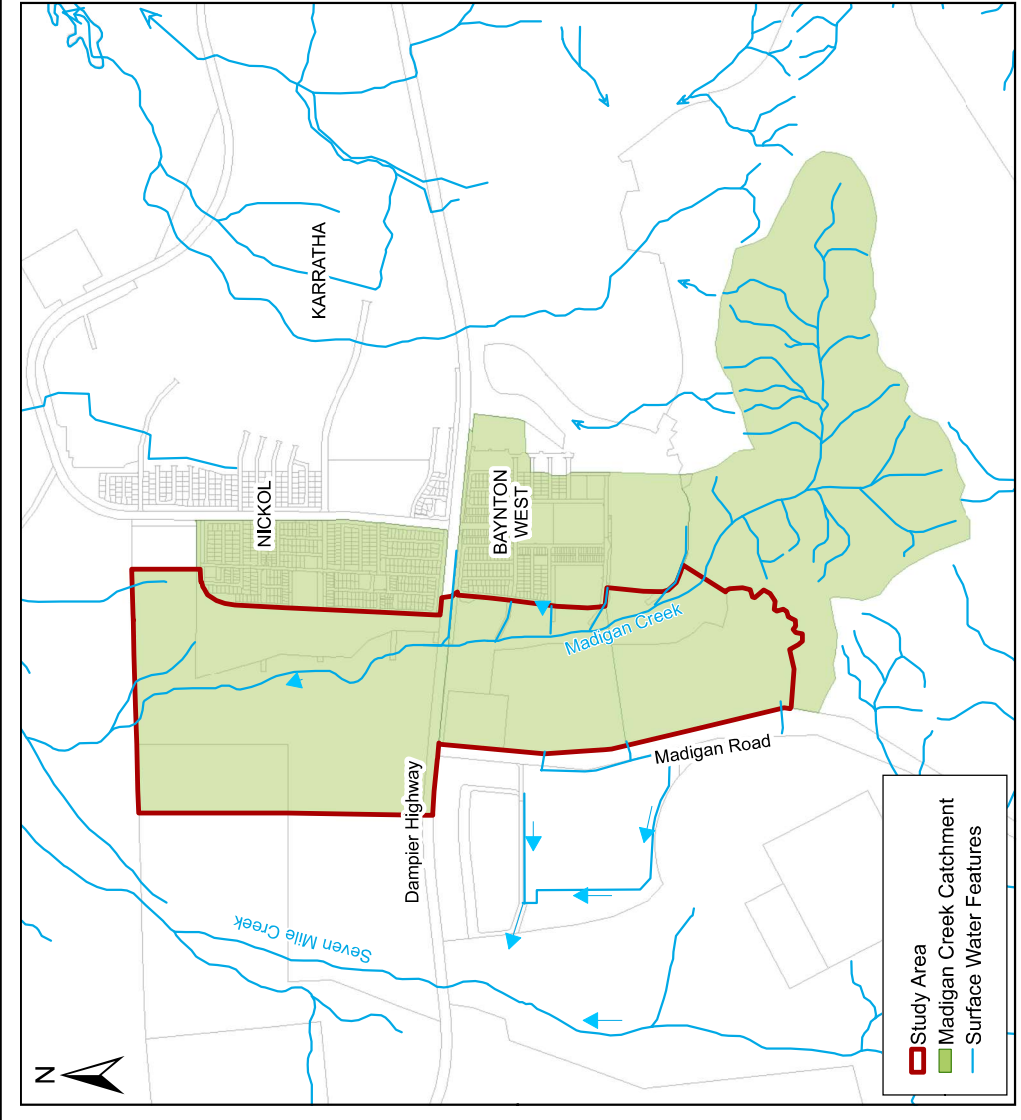 N
KARRATHA
NICKOL
BAYNTON
WEST
Madigan Creek
Madigan Road
Dampier Highway
Seven Mile Creek
Study Area
Madigan Creek Catchment
Surface Water Features